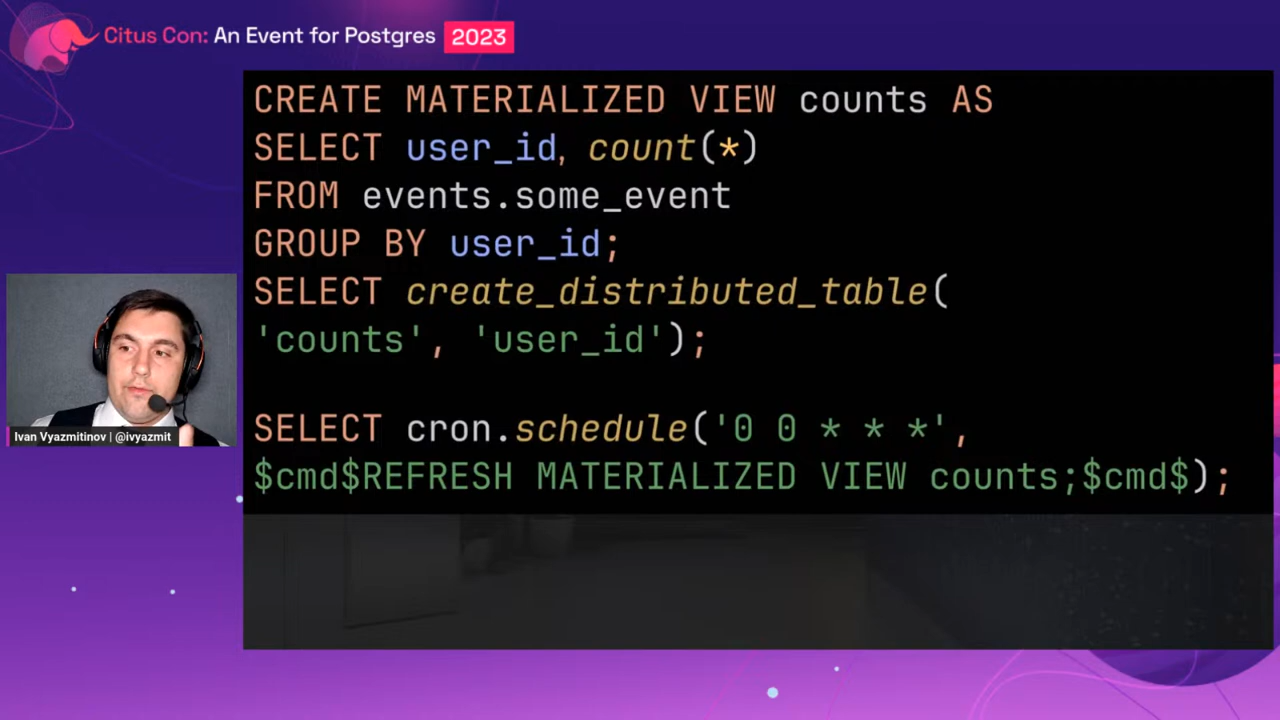 Citus Con: An Event for Postgres 2023
CREATE MATERIALIZED VIEW counts AS
SELECT user_id, count(*)
FROM events.some_event
GROUP BY user_id;
SELECT create_distributed_table(
'counts', 'user_id');
SELECT cron.schedule('0 0 * * *',
$cmd$REFRESH MATERIALIZED VIEW counts;$cmd$);
Ivan Vyazmitinov | @ivyazmit